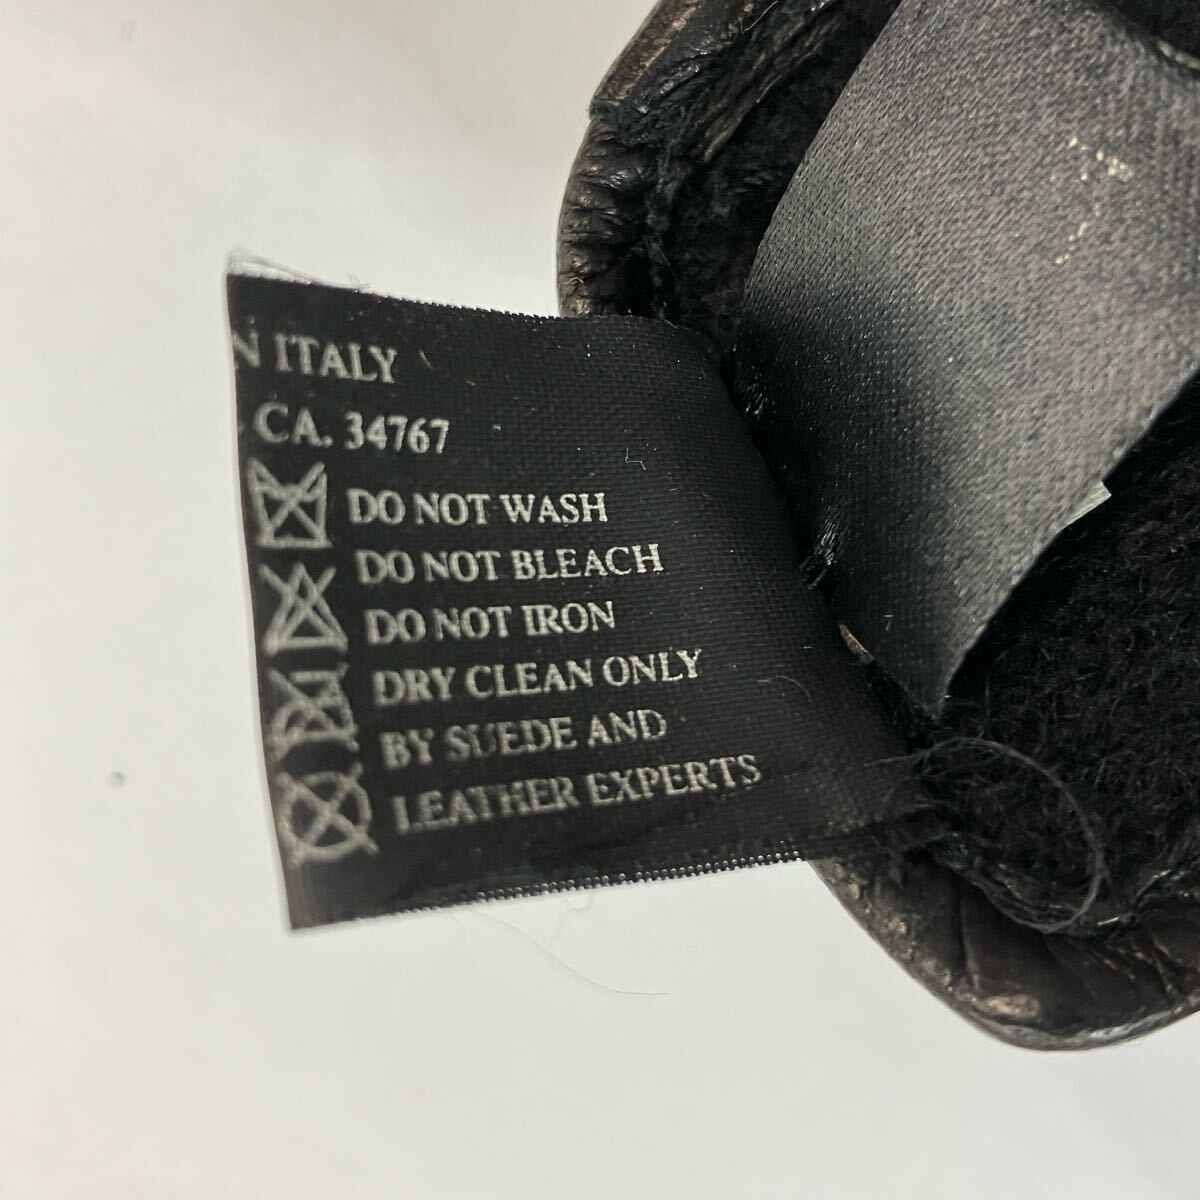 N ITALY
CA. 34767
DO NOT WASH
DO NOT BLEACH
DO NOT IRON
DRY CLEAN ONLY
BY SUEDE AND
LEATHER EXPERTS